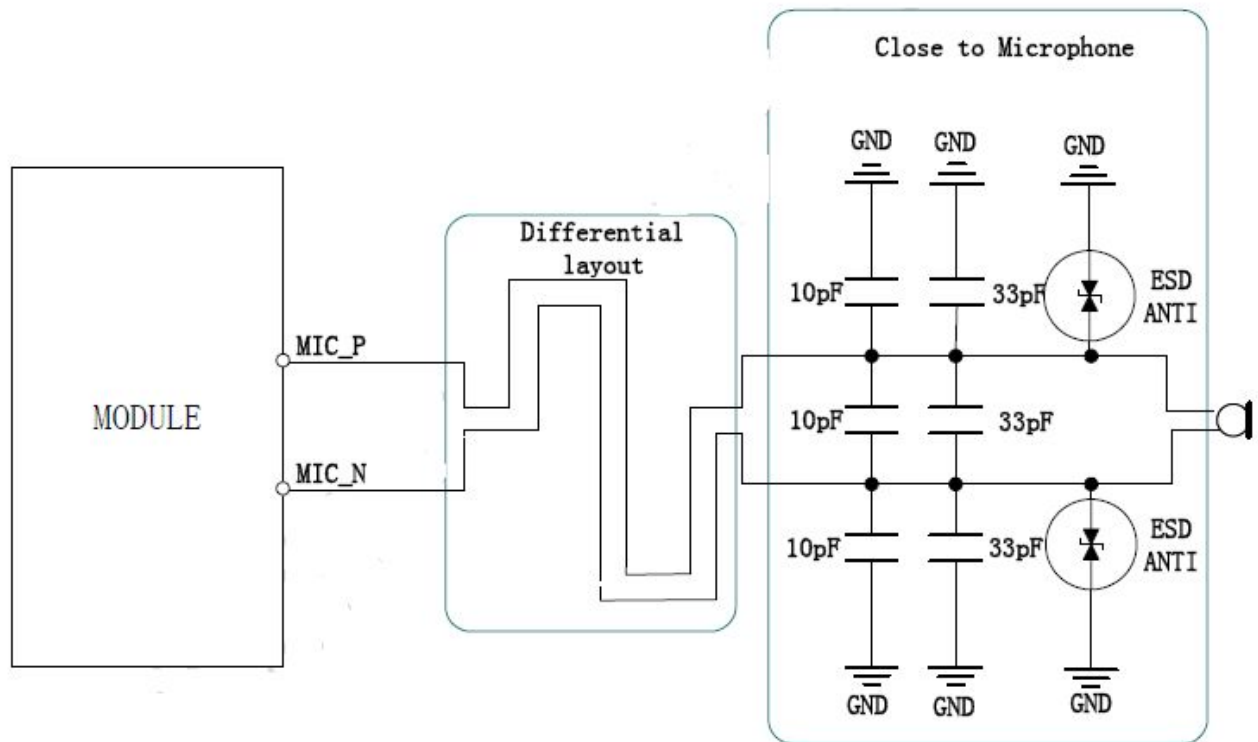 Close to Microphone
GND GND GND
Differential
layout
10pF 33pF ESD
ANTI
MIC_P
MODULE
10pF 33pF
MIC_N
10pF 33pF ESD
ANTI
GND GND GND